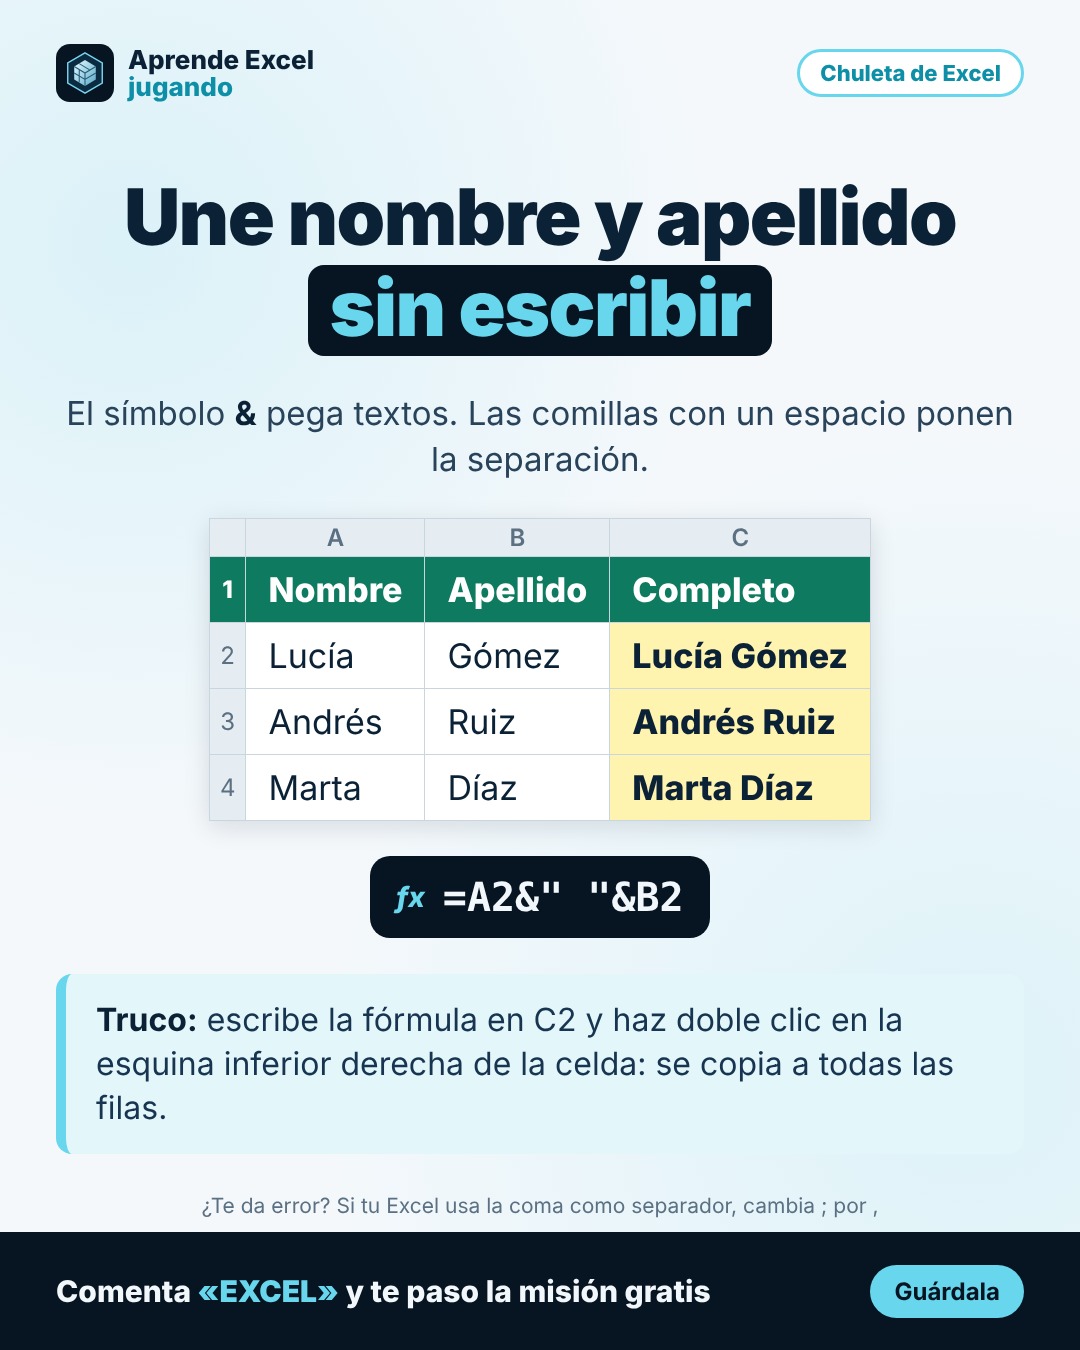 Aprende Excel
jugando
Chuleta de Excel
Une nombre y apellido
sin escribir
El símbolo & pega textos. Las comillas con un espacio ponen
la separación.
A B C
1 Nombre Apellido Completo
2 Lucía Gómez Lucía Gómez
3 Andrés Ruiz Andrés Ruiz
4 Marta Díaz Marta Díaz
fx =A2&" "&B2
Truco: escribe la fórmula en C2 y haz doble clic en la
esquina inferior derecha de la celda: se copia a todas las
filas.
¿Te da error? Si tu Excel usa la coma como separador, cambia ; por ,
Comenta «EXCEL» y te paso la misión gratis
Guárdala